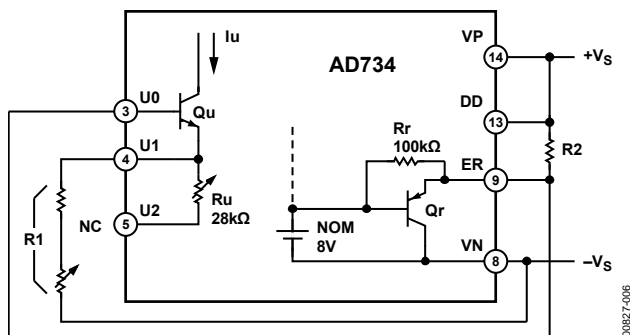 Iu
AD734
VP
14
+VS
U0
3
Qu
DD
13
U1
4
Rr
100kΩ
ER
9
R2
Ru
28kΩ
Qr
R1
NC
U2
5
NOM
8V
VN
8
–VS
00827-006